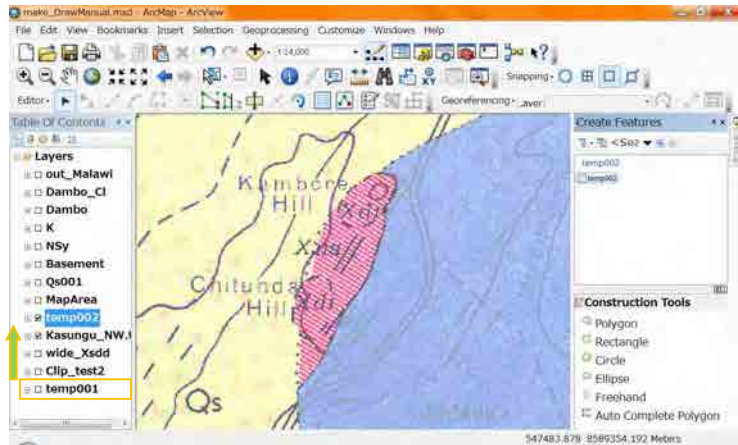 make_DrawManual.mxd - ArcMap - ArcView
File Edit View Bookmarks Insert Selection Geoprocessing Customize Windows Help
1:24,000
Snapping
Editor
Georeferencing
Table Of Contents
Layers
out_Malawi
Dambo_Cl
Dambo
K
NSy
Basement
Qs001
MapArea
temp002
Kasungu_NW.
wide_Xsdd
Clip_test2
temp001
Kambore
Hill
Xdi
Xna
Chitunda
Hill
Xdi
Qs
Create Features
temp002
temp002
Construction Tools
Polygon
Rectangle
Circle
Ellipse
Freehand
Auto Complete Polygon
547483.878 8589354.192 Meters